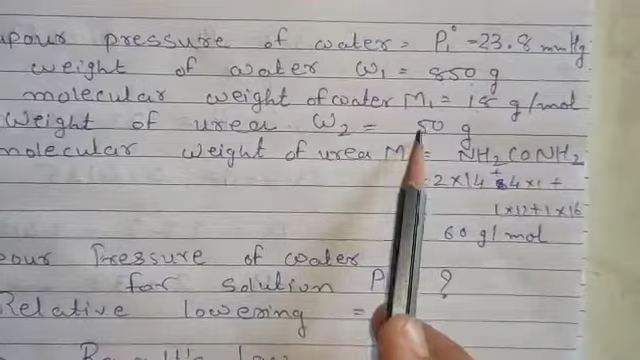 apour pressure of water = P₁° = 23.8 mmHg
weight of water w₁ = 850 g
molecular weight of water M₁ = 18 g/mol
weight of urea w₂ = 50 g
molecular weight of urea M = NH₂CONH₂
2×14 + 4×1 +
1×12+1×16
60 g/mol
pour Pressure of water
for solution P ?
Relative lowering =